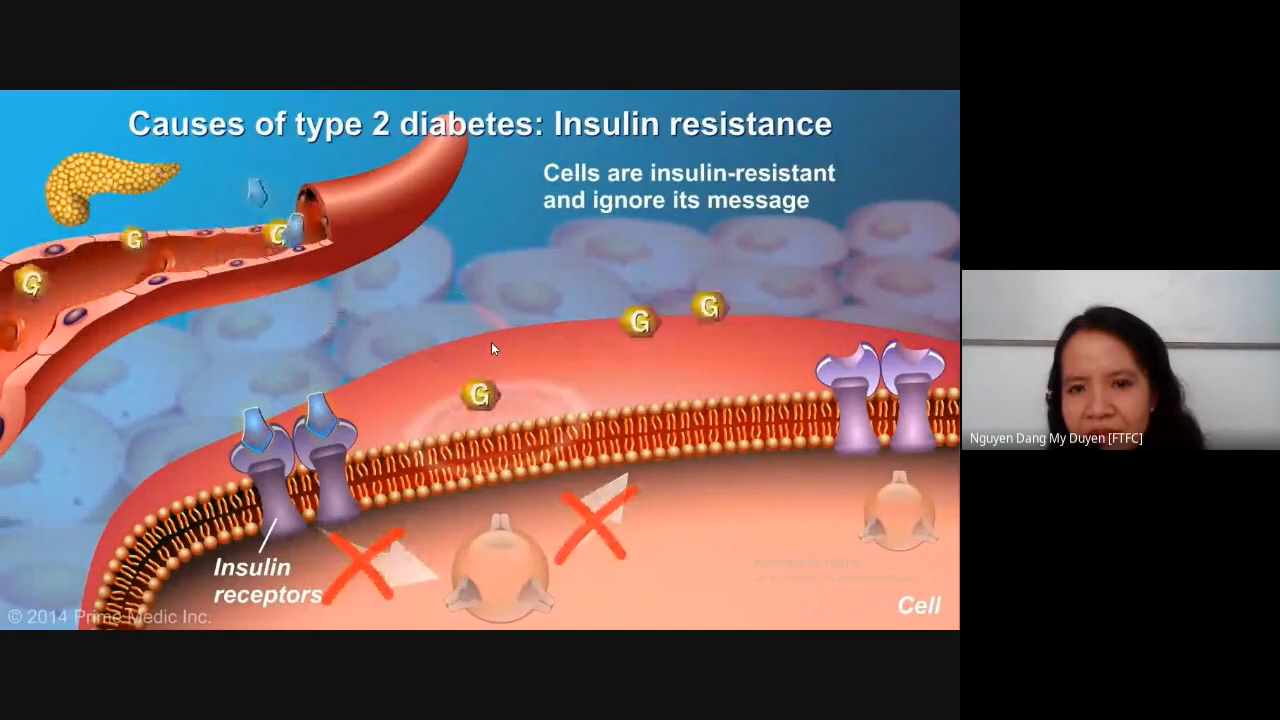 Causes of type 2 diabetes: Insulin resistance
Cells are insulin-resistant
and ignore its message
G
G
G
G
G
G
Insulin
receptors
Cell
© 2014 Prime Medic Inc.
Nguyen Dang My Duyen [FTFC]